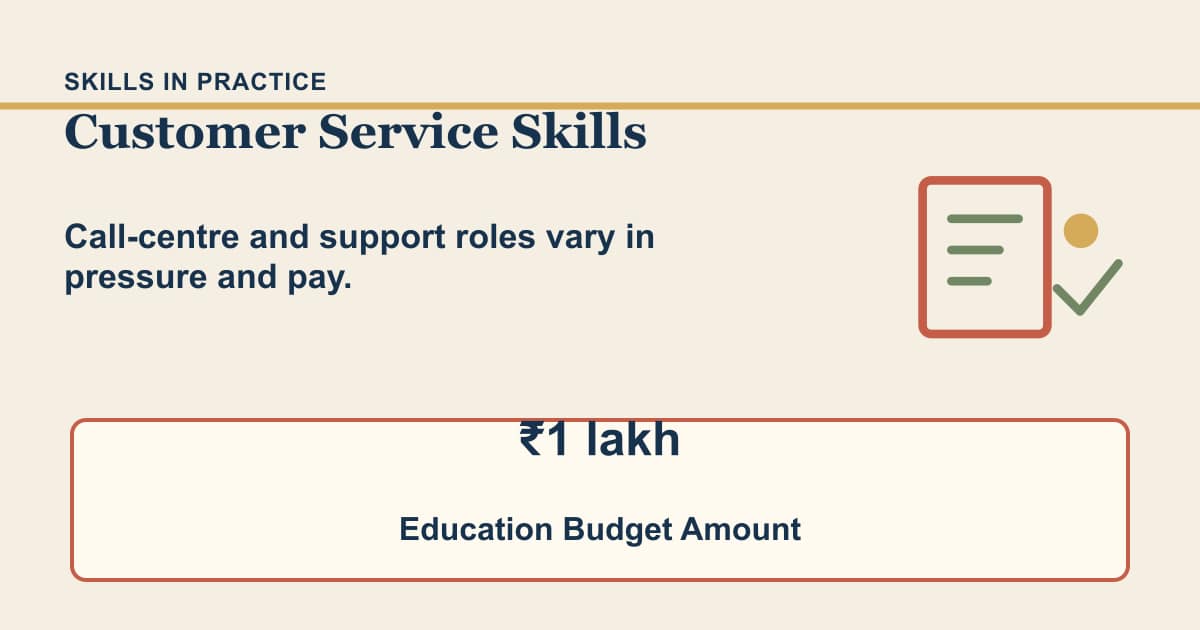 SKILLS IN PRACTICE
Customer Service Skills
Call-centre and support roles vary in
pressure and pay.
₹1 lakh
Education Budget Amount